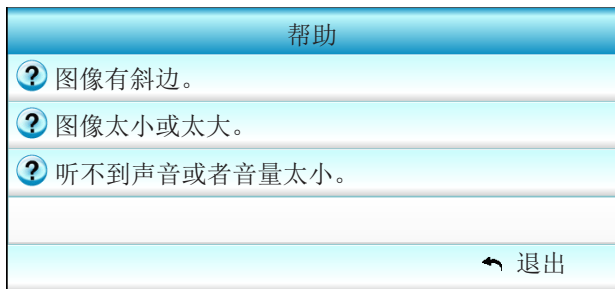 帮助
图像有斜边。
图像太小或太大。
听不到声音或者音量太小。
退出